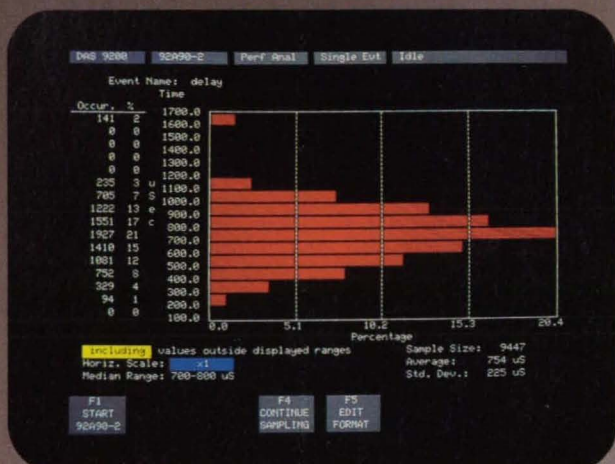 DAS 9200 92A90-2 Perf Anal Single Evt Idle
Event Name: delay
Time
Occur. %
1700.0
141 2
1600.0
0 0
1500.0
0 0
1400.0
0 0
1300.0
0 0
1200.0
235 3 u
1100.0
705 7 S
1000.0
1222 13 e
900.0
1551 17 c
800.0
1927 21
700.0
1410 15
600.0
1081 12
500.0
752 8
400.0
329 4
300.0
94 1
200.0
0 0
100.0
0.0 5.1 10.2 15.3 20.4
Percentage
including values outside displayed ranges
Horiz. Scale: x1
Median Range: 700-800 uS
Sample Size: 9447
Average: 754 uS
Std. Dev.: 225 uS
F1
START
92A90-2
F4
CONTINUE
SAMPLING
F5
EDIT
FORMAT